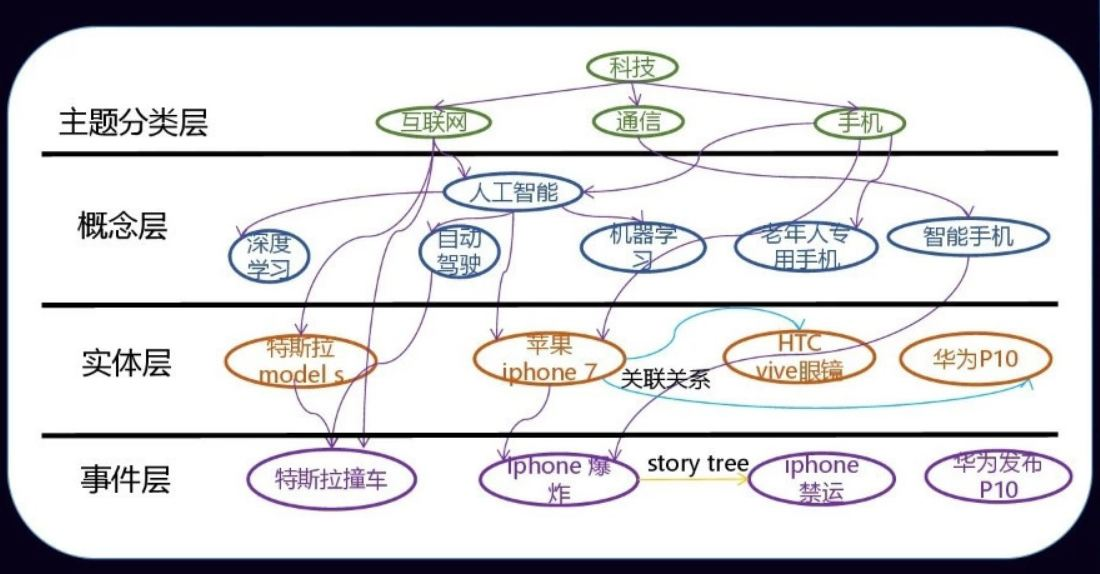 科技
主题分类层
互联网
通信
手机
人工智能
概念层
深度
学习
自动
驾驶
机器学
习
老年人专
用手机
智能手机
实体层
特斯拉
model s
苹果
iphone 7
关联关系
HTC
vive眼镜
华为P10
事件层
特斯拉撞车
iphone 爆
炸
story tree
iphone
禁运
华为发布
P10